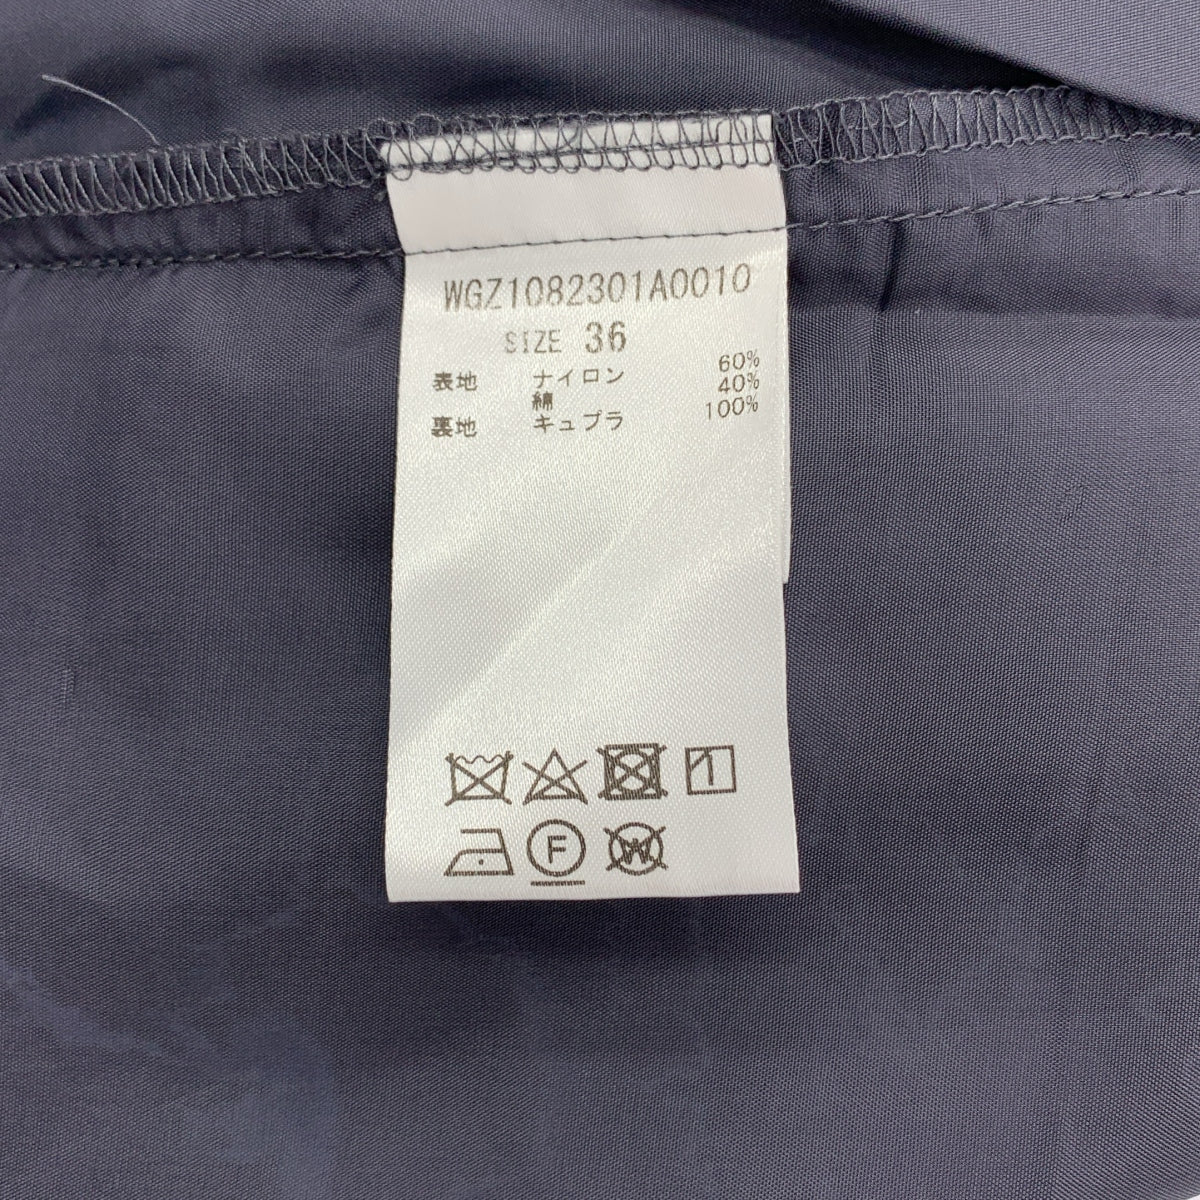 WGZ1082301A0010
SIZE 36
表地 ナイロン 60%
綿 40%
裏地 キュプラ 100%
1
F
W